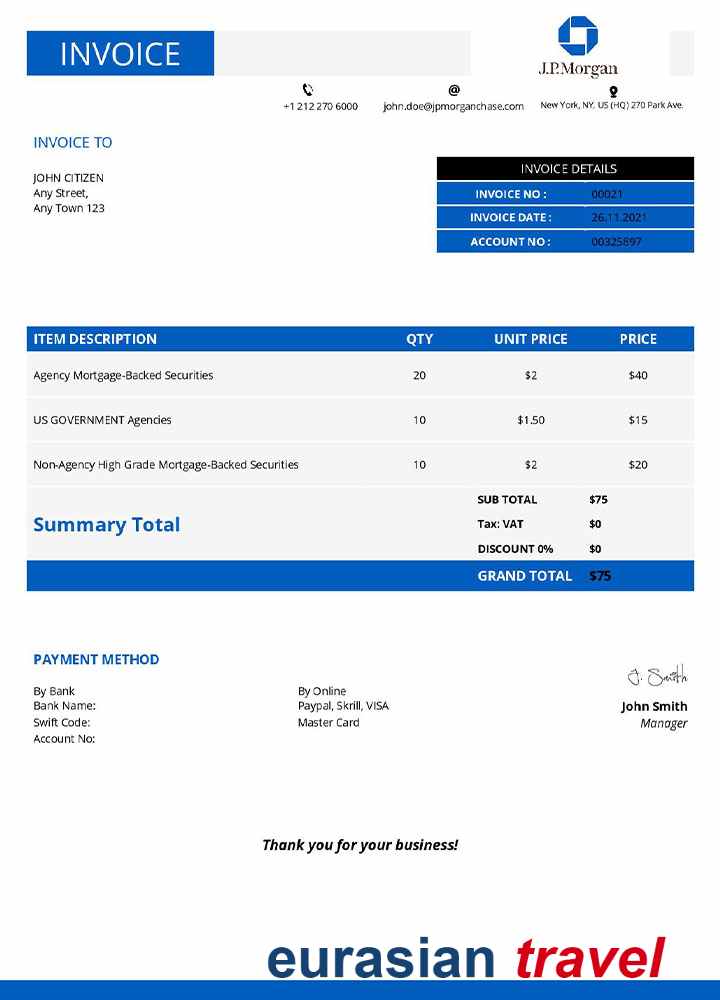 INVOICE
J.P.Morgan
+1 212 270 6000
john.doe@jpmorganchase.com
New York, NY, US (HQ) 270 Park Ave.
INVOICE TO
JOHN CITIZEN
Any Street,
Any Town 123
INVOICE DETAILS
INVOICE NO : 00021
INVOICE DATE : 26.11.2021
ACCOUNT NO : 00325897
ITEM DESCRIPTION QTY UNIT PRICE PRICE
Agency Mortgage-Backed Securities 20 $2 $40
US GOVERNMENT Agencies 10 $1.50 $15
Non-Agency High Grade Mortgage-Backed Securities 10 $2 $20
Summary Total
SUB TOTAL $75
Tax: VAT $0
DISCOUNT 0% $0
GRAND TOTAL $75
PAYMENT METHOD
By Bank
Bank Name:
Swift Code:
Account No:
By Online
Paypal, Skrill, VISA
Master Card
J. Smith
John Smith
Manager
Thank you for your business!
eurasian travel